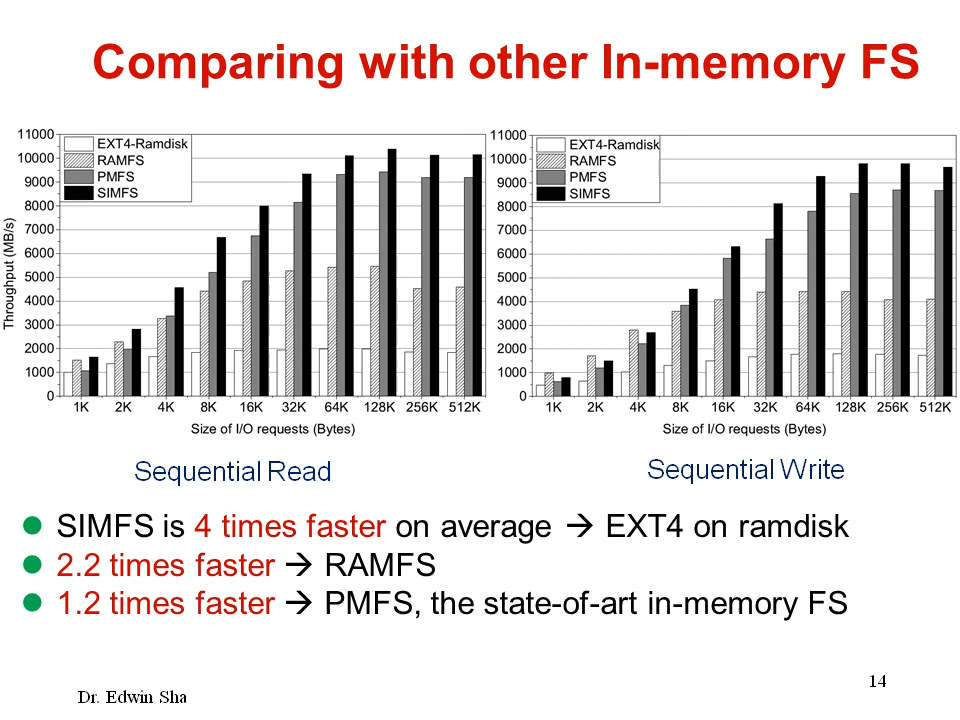 Comparing with other In-memory FS
11000
10000
9000
8000
7000
6000
5000
4000
3000
2000
1000
0
Throughput (MB/s)
EXT4-Ramdisk
RAMFS
PMFS
SIMFS
1K 2K 4K 8K 16K 32K 64K 128K 256K 512K
Size of I/O requests (Bytes)
Sequential Read
11000
10000
9000
8000
7000
6000
5000
4000
3000
2000
1000
0
EXT4-Ramdisk
RAMFS
PMFS
SIMFS
1K 2K 4K 8K 16K 32K 64K 128K 256K 512K
Size of I/O requests (Bytes)
Sequential Write
SIMFS is 4 times faster on average → EXT4 on ramdisk
2.2 times faster → RAMFS
1.2 times faster → PMFS, the state-of-art in-memory FS
Dr. Edwin Sha
14